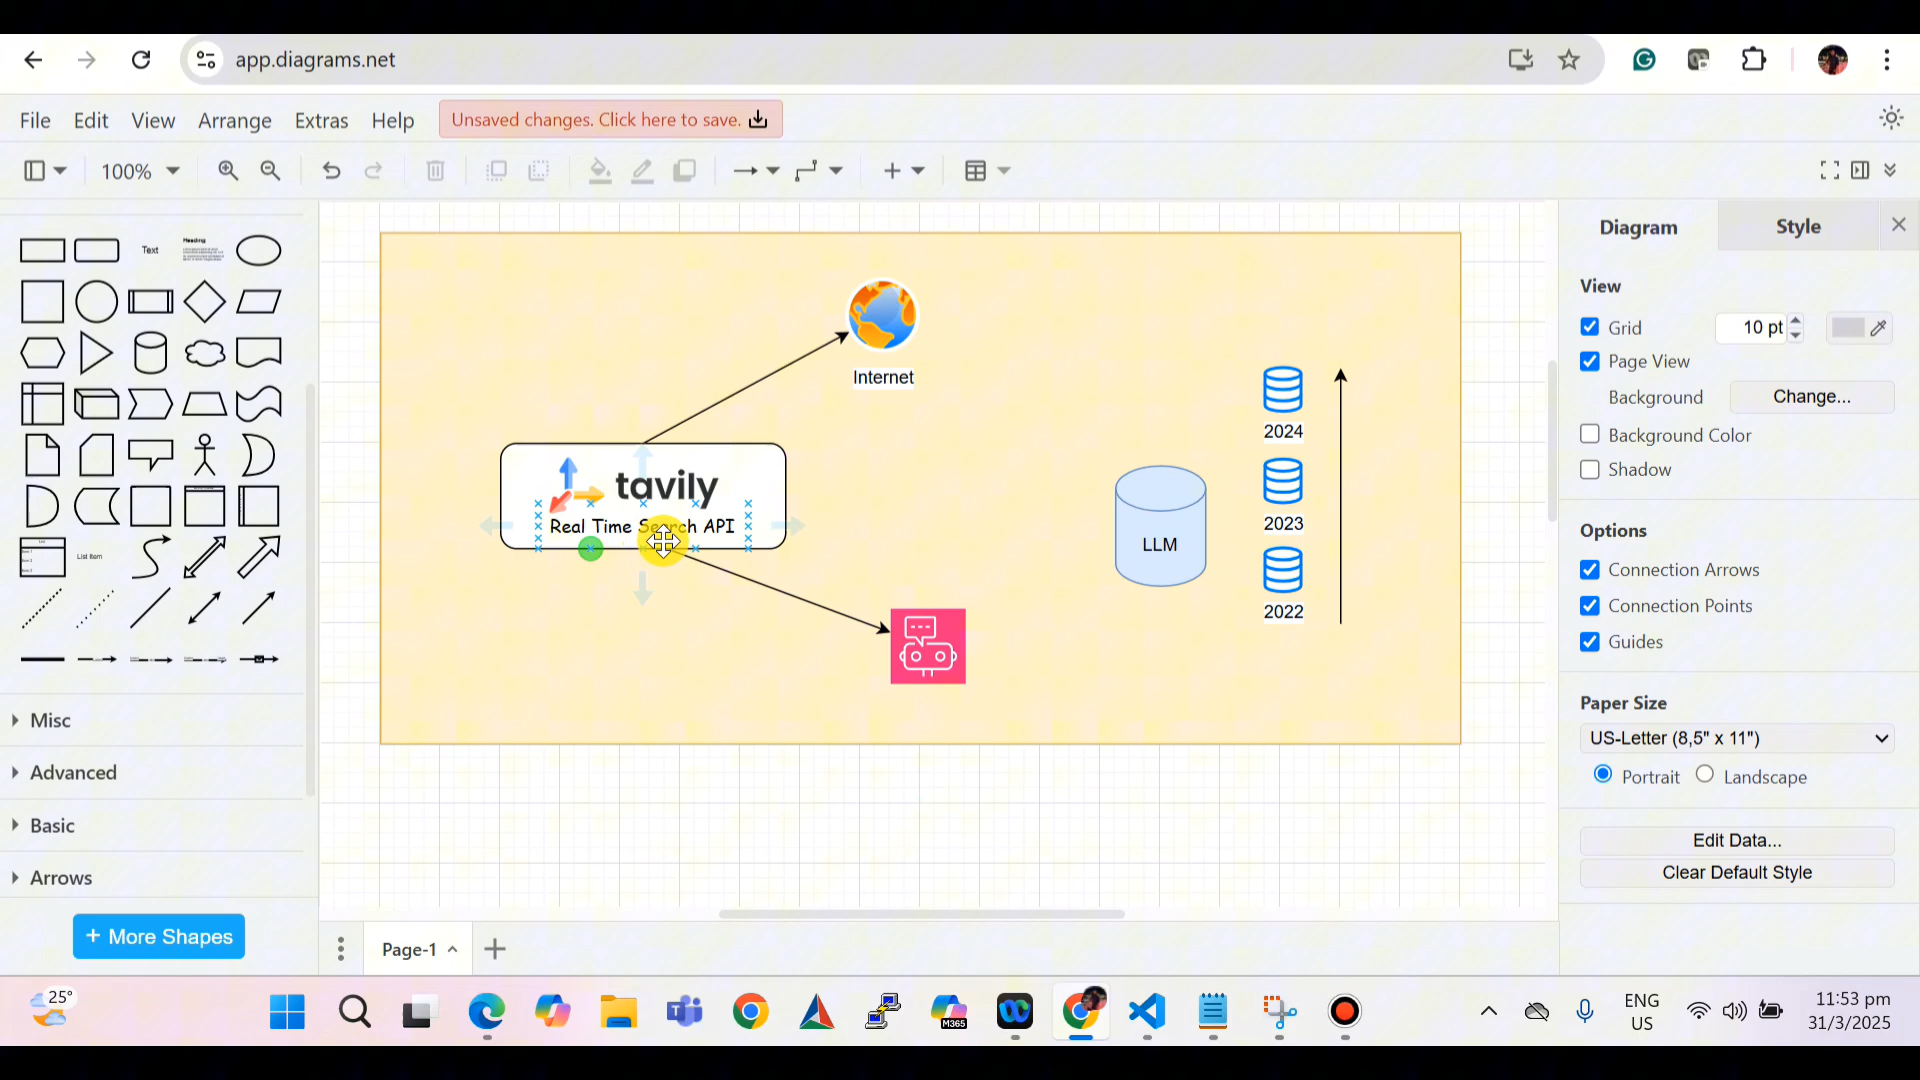 app.diagrams.net
File Edit View Arrange Extras Help Unsaved changes. Click here to save.
100%
Text
List Item
Misc
Advanced
Basic
Arrows
+ More Shapes
Internet
tavily
Real Time Search API
LLM
2024
2023
2022
Diagram Style
View
Grid 10 pt
Page View
Background Change...
Background Color
Shadow
Options
Connection Arrows
Connection Points
Guides
Paper Size
US-Letter (8,5" x 11")
Portrait Landscape
Edit Data...
Clear Default Style
Page-1
25°
M365
ENG
US
11:53 pm
31/3/2025